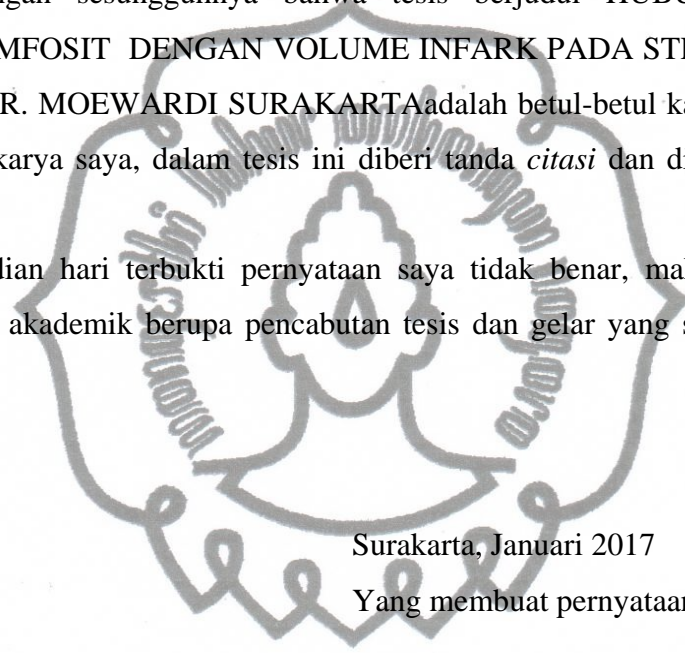 ngan sesungguhnya bahwa tesis berjudul HUBU
MFOSIT DENGAN VOLUME INFARK PADA STR
R. MOEWARDI SURAKARTAadalah betul-betul ka
karya saya, dalam tesis ini diberi tanda citasi dan di
dian hari terbukti pernyataan saya tidak benar, mak
akademik berupa pencabutan tesis dan gelar yang s
Surakarta, Januari 2017
Yang membuat pernyataan